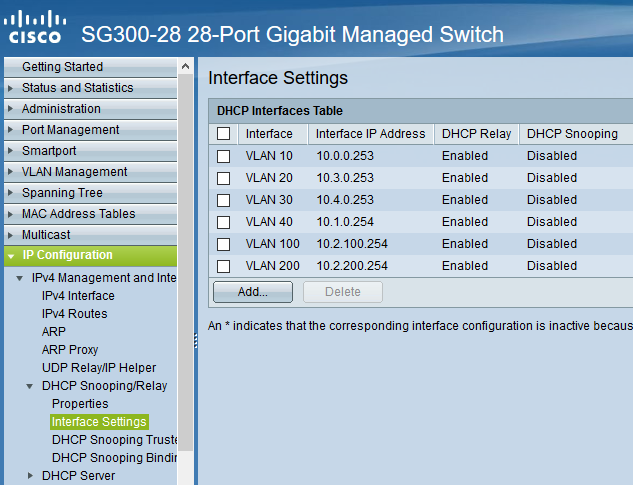 CISCO SG300-28 28-Port Gigabit Managed Switch
Getting Started
Status and Statistics
Administration
Port Management
Smartport
VLAN Management
Spanning Tree
MAC Address Tables
Multicast
IP Configuration
IPv4 Management and Inte
IPv4 Interface
IPv4 Routes
ARP
ARP Proxy
UDP Relay/IP Helper
DHCP Snooping/Relay
Properties
Interface Settings
DHCP Snooping Truste
DHCP Snooping Bindin
DHCP Server
Interface Settings
DHCP Interfaces Table
Interface Interface IP Address DHCP Relay DHCP Snooping
VLAN 10 10.0.0.253 Enabled Disabled
VLAN 20 10.3.0.253 Enabled Disabled
VLAN 30 10.4.0.253 Enabled Disabled
VLAN 40 10.1.0.254 Enabled Disabled
VLAN 100 10.2.100.254 Enabled Disabled
VLAN 200 10.2.200.254 Enabled Disabled
Add... Delete
An * indicates that the corresponding interface configuration is inactive becaus